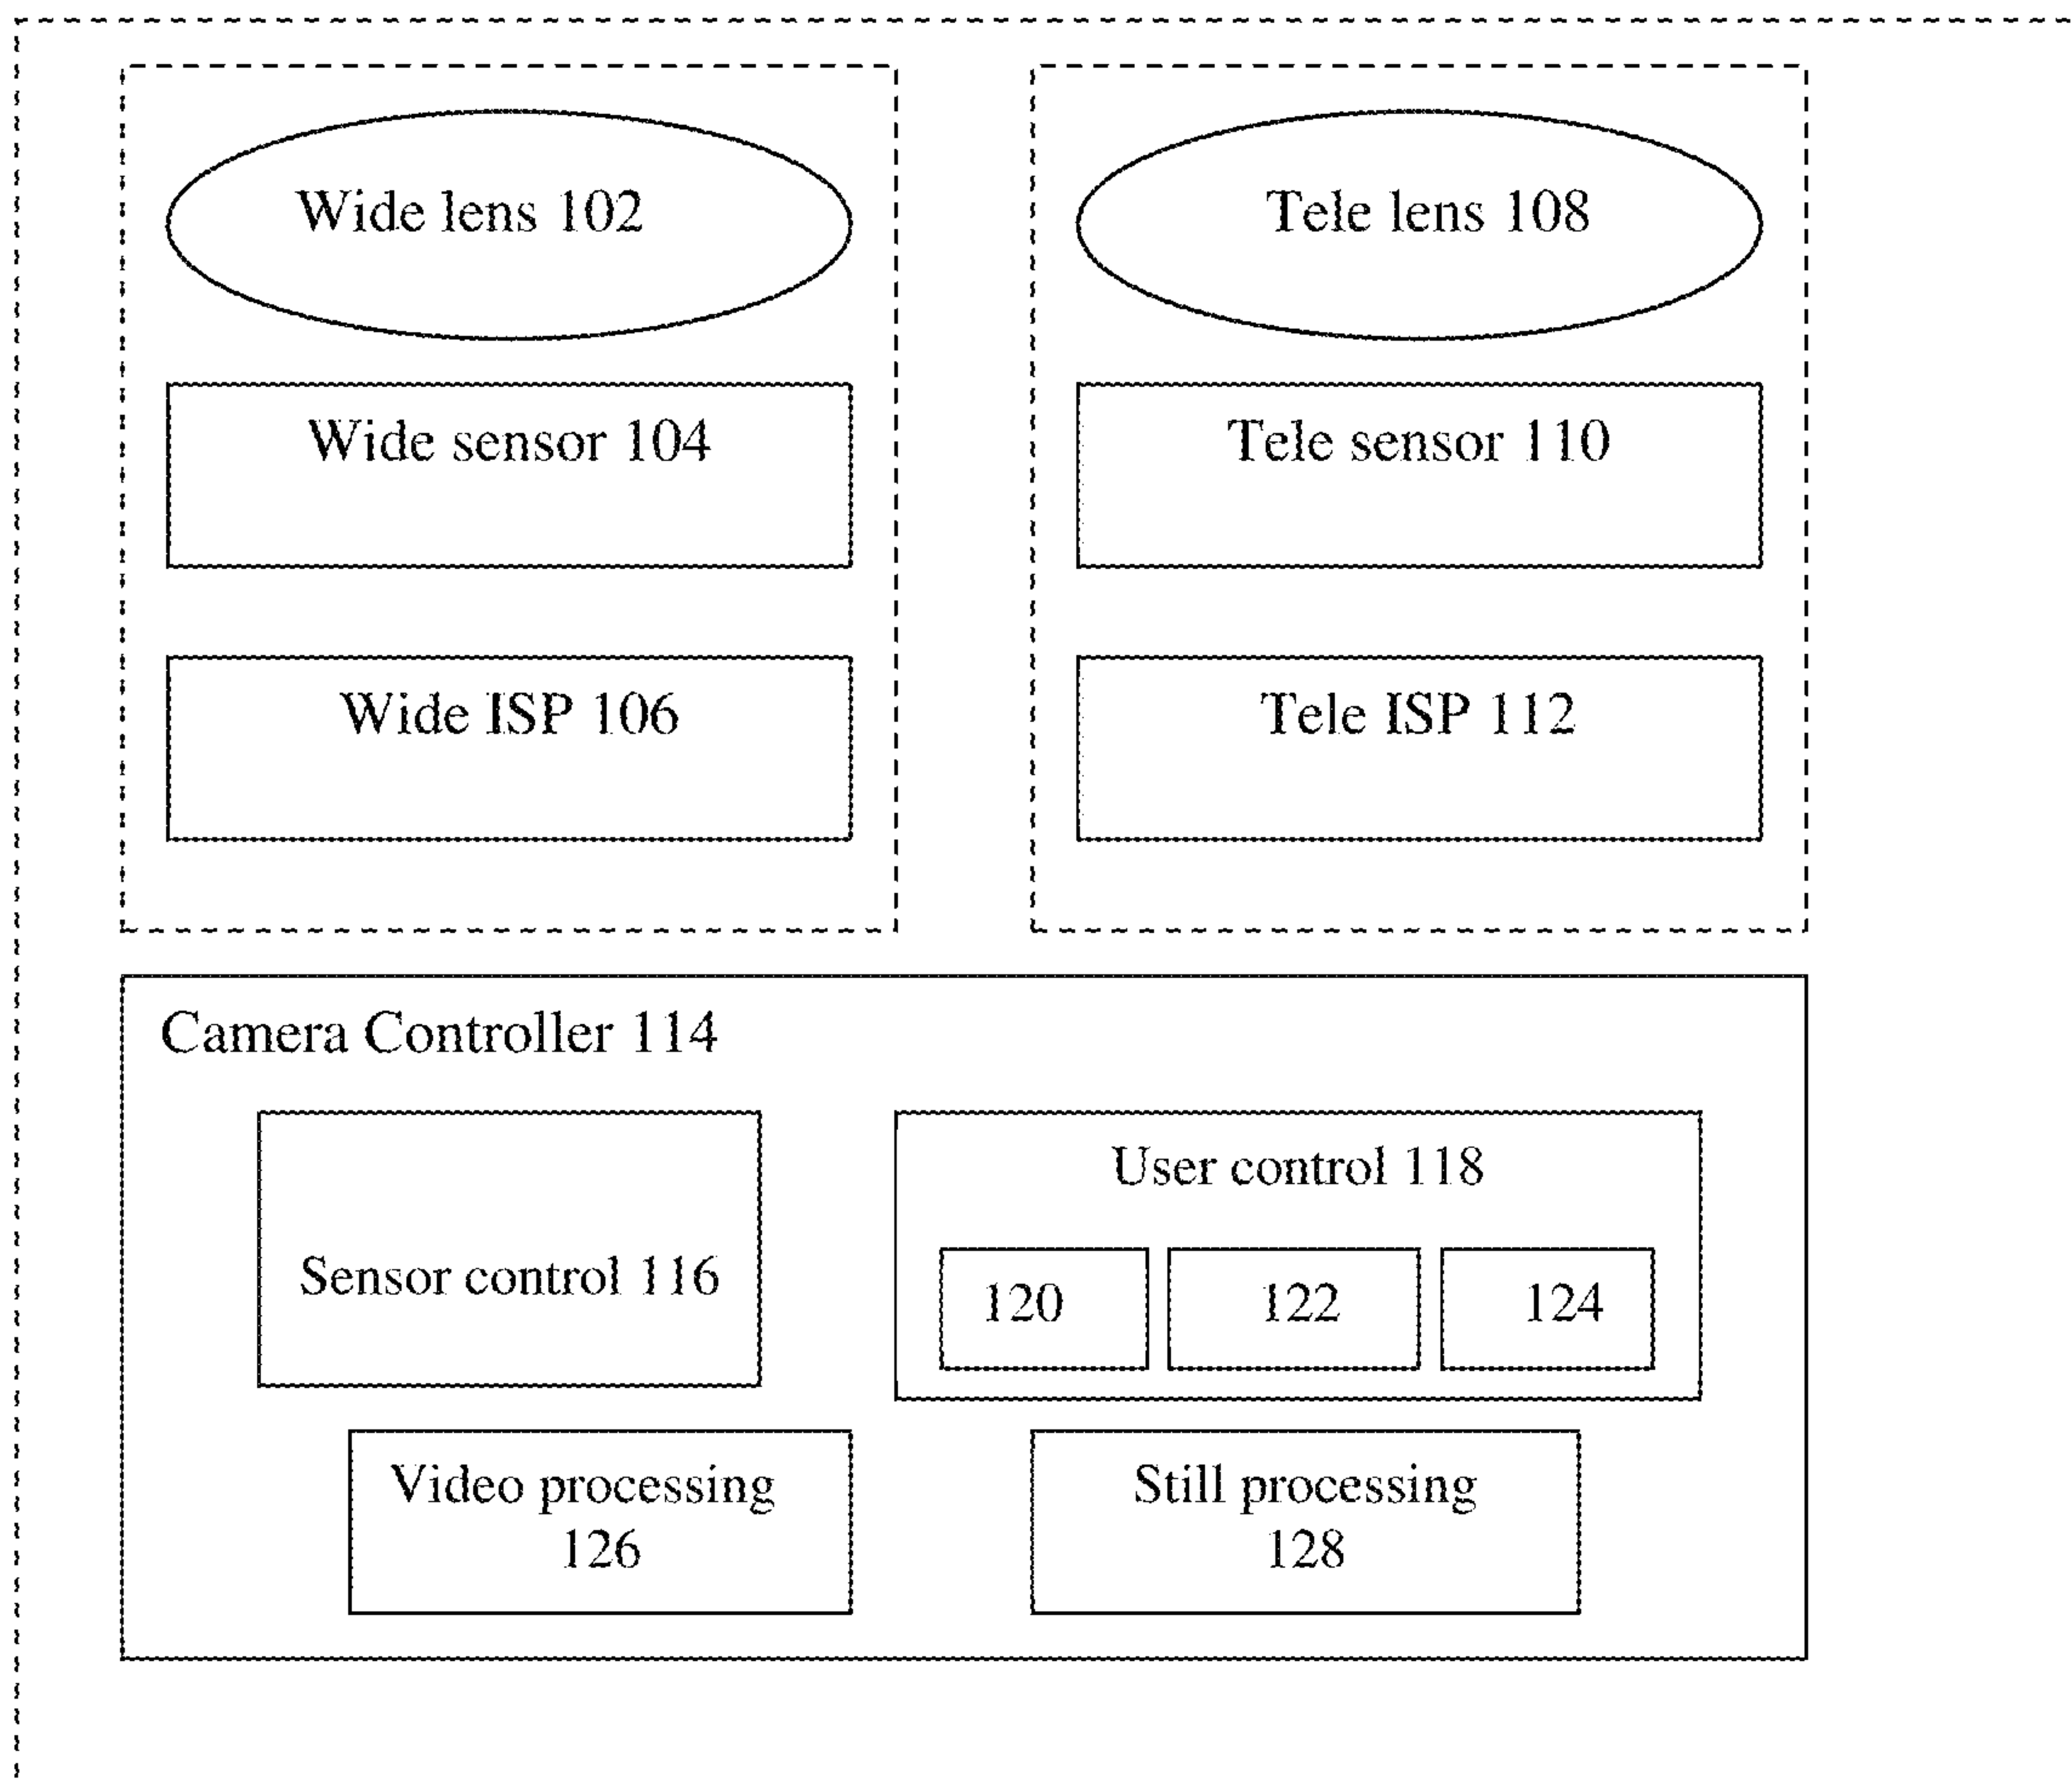 Wide lens 102
Tele lens 108
Wide sensor 104
Tele sensor 110
Wide ISP 106
Tele ISP 112
Camera Controller 114
Sensor control 116
User control 118
120
122
124
Video processing
126
Still processing
128